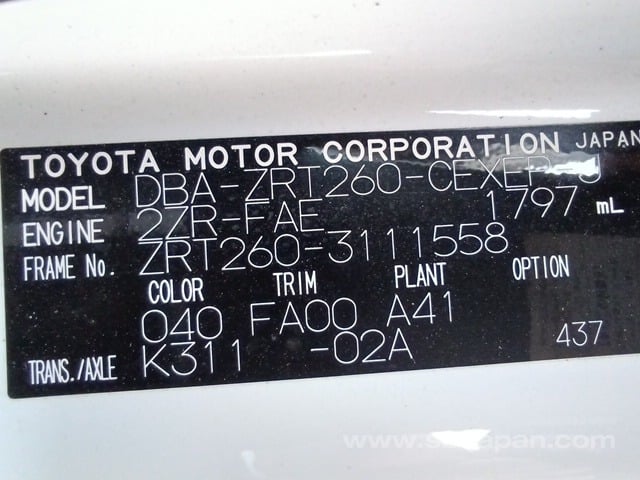 TOYOTA MOTOR CORPORATION JAPAN
MODEL DBA-ZRT260-CEXEP-J
ENGINE 2ZR-FAE 1797 mL
FRAME No. ZRT260-3111558
COLOR TRIM PLANT OPTION
040 FA00 A41
TRANS./AXLE K311 -02A 437